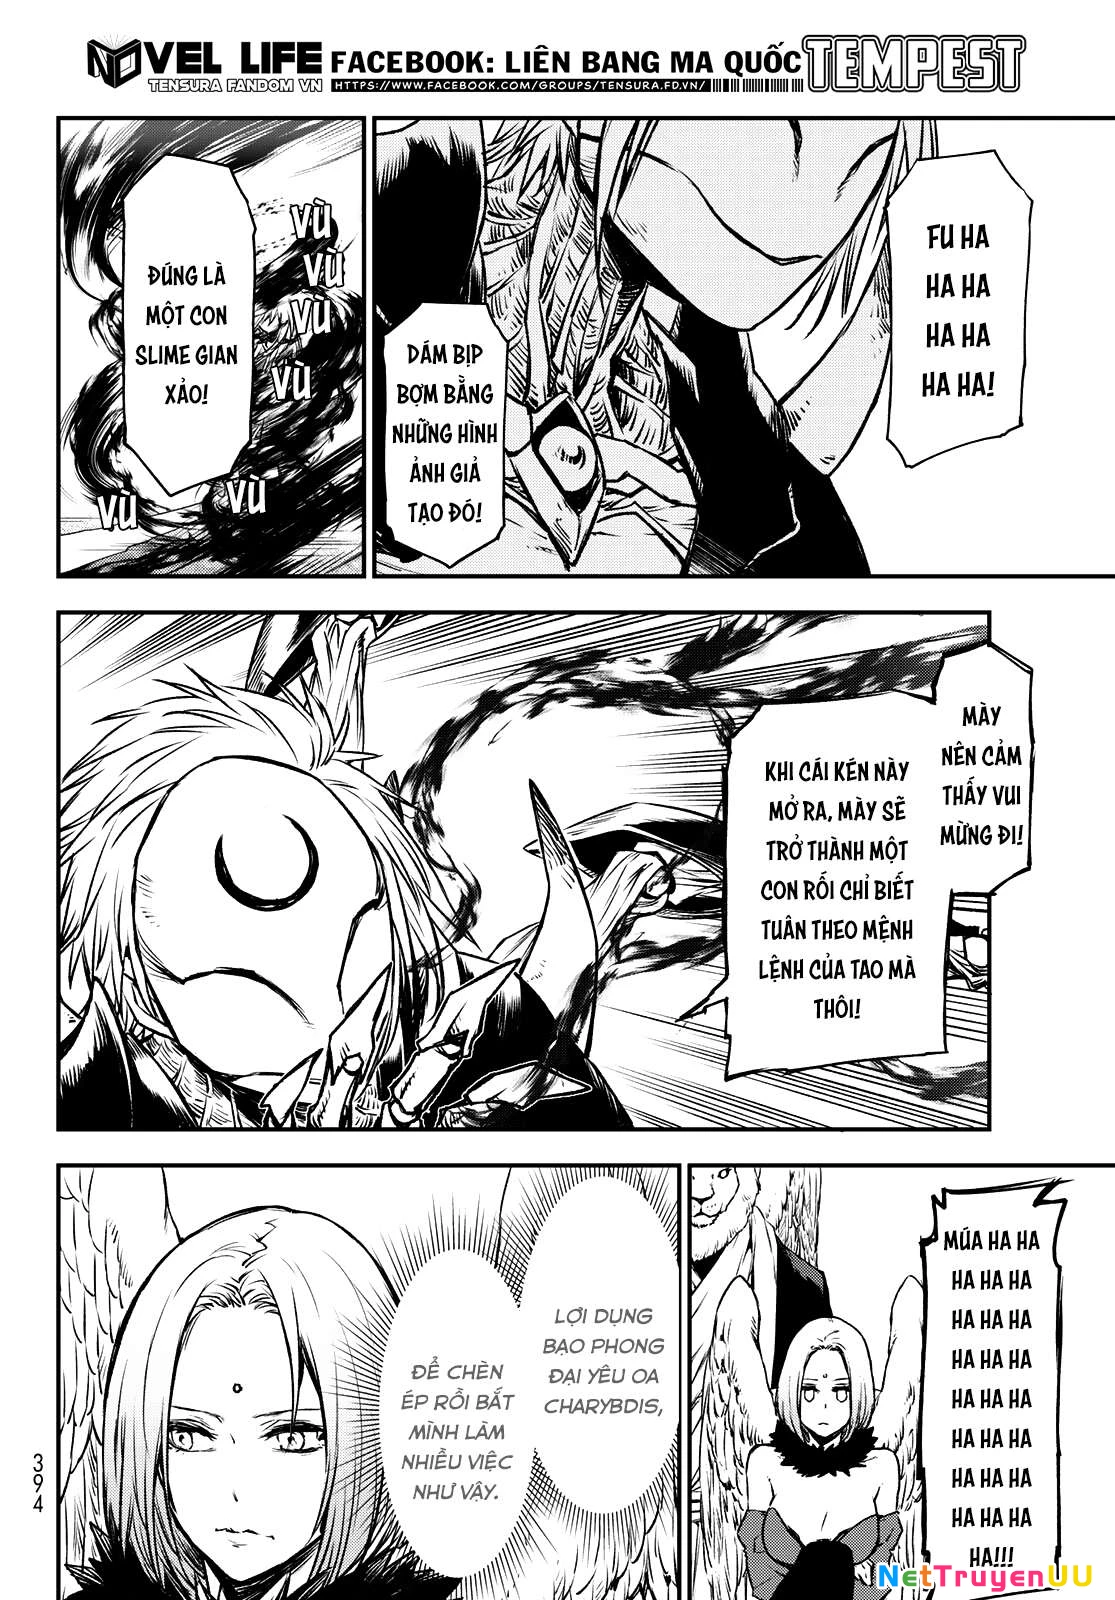 NOVEL LIFE
TENSURA FANDOM VN
FACEBOOK: LIÊN BANG MA QUỐC
HTTPS://WWW.FACEBOOK.COM/GROUPS/TENSURA.FD.VN/
TEMPEST
FU HA
HA HA
HA HA
HA HA!
DÁM BỊP
BỢM BẰNG
NHỮNG HÌNH
ẢNH GIẢ
TẠO ĐÓ!
VÙ
VÙ
VÙ
VÙ
VÙ
VÙ
ĐÚNG LÀ
MỘT CON
SLIME GIAN
XẢO!
MÀY
NÊN CẢM
THẤY VUI
MỪNG ĐI!
KHI CÁI KÉN NÀY
MỞ RA, MÀY SẼ
TRỞ THÀNH MỘT
CON RỐI CHỈ BIẾT
TUÂN THEO MỆNH
LỆNH CỦA TAO MÀ
THÔI!
MÚA HA HA
HA HA HA
HA HA HA
HA HA HA
HA HA HA
HA HA HA
HA HA HA
HA HA HA
HA!!!
LỢI DỤNG
BẠO PHONG
ĐẠI YÊU OA
CHARYBDIS,
ĐỂ CHÈN
ÉP RỒI BẮT
MÌNH LÀM
NHIỀU VIỆC
NHƯ VẬY.
394
NetTruyenUU